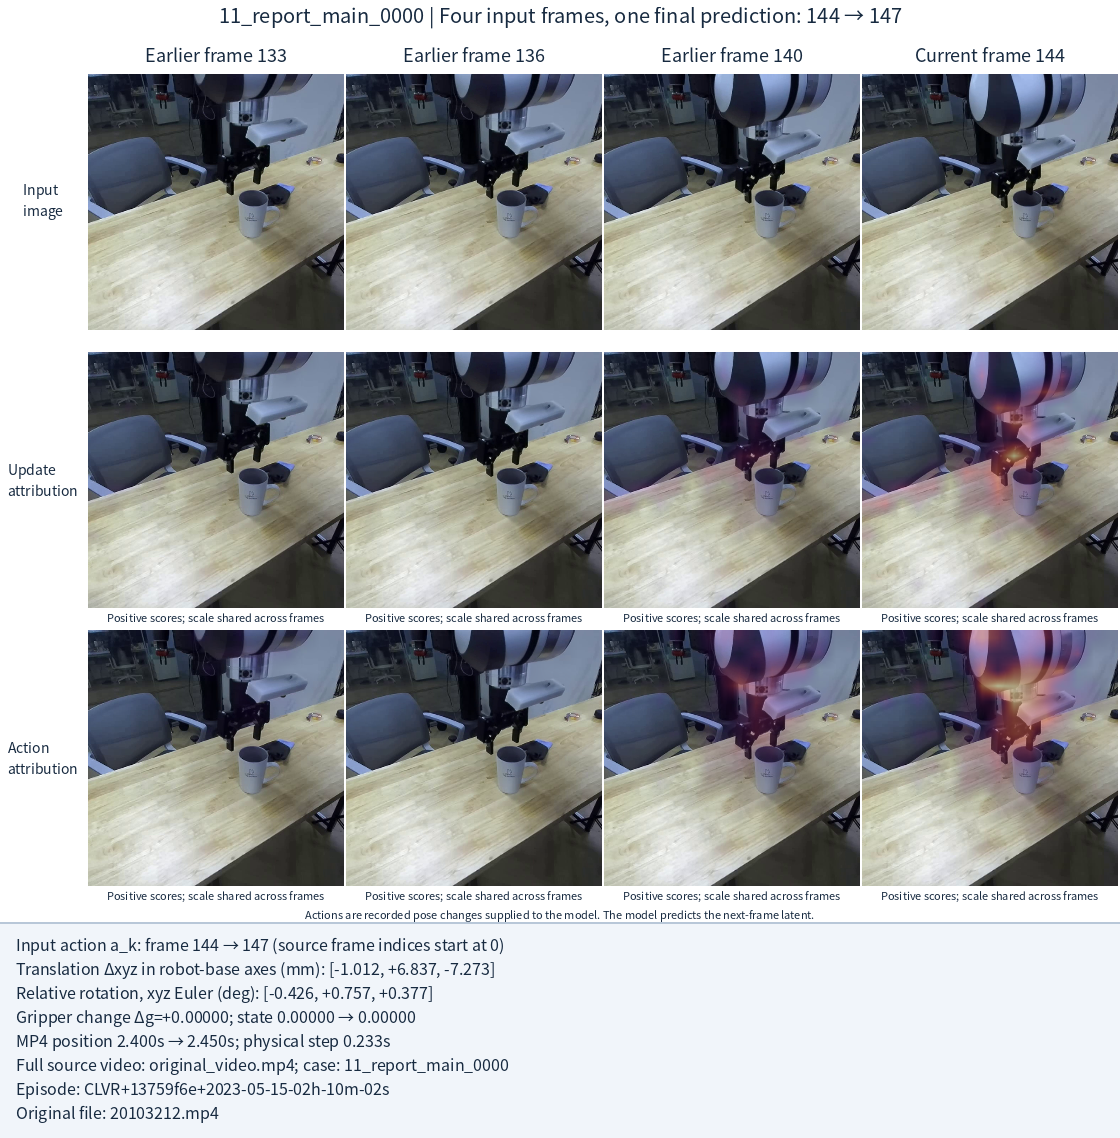 11_report_main_0000 | Four input frames, one final prediction: 144 → 147
Earlier frame 133
Earlier frame 136
Earlier frame 140
Current frame 144
Input
image
Update
attribution
Positive scores; scale shared across frames
Positive scores; scale shared across frames
Positive scores; scale shared across frames
Positive scores; scale shared across frames
Action
attribution
Positive scores; scale shared across frames
Positive scores; scale shared across frames
Positive scores; scale shared across frames
Positive scores; scale shared across frames
Actions are recorded pose changes supplied to the model. The model predicts the next-frame latent.
Input action a_k: frame 144 → 147 (source frame indices start at 0)
Translation Δxyz in robot-base axes (mm): [-1.012, +6.837, -7.273]
Relative rotation, xyz Euler (deg): [-0.426, +0.757, +0.377]
Gripper change Δg=+0.00000; state 0.00000 → 0.00000
MP4 position 2.400s → 2.450s; physical step 0.233s
Full source video: original_video.mp4; case: 11_report_main_0000
Episode: CLVR+13759f6e+2023-05-15-02h-10m-02s
Original file: 20103212.mp4